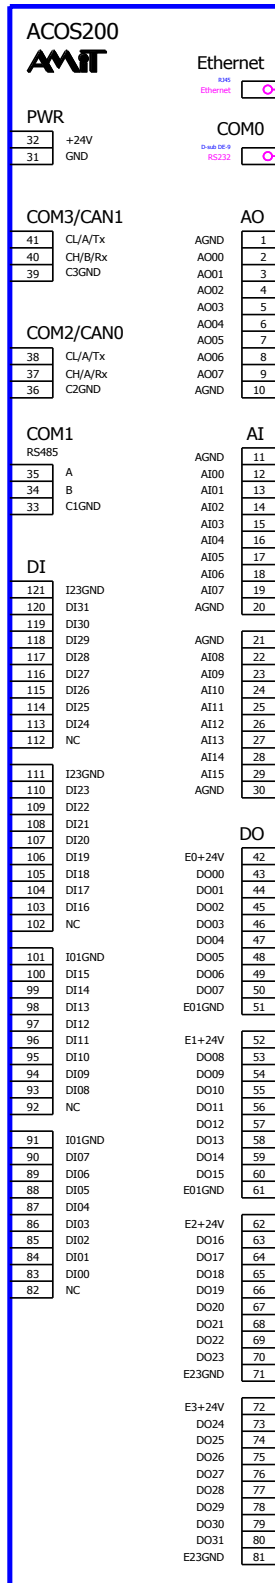 ACOS200
AMiT
Ethernet
RJ45
Ethernet
PWR
32 +24V
31 GND
COM0
D-sub DE-9
RS232
COM3/CAN1
41 CL/A/Tx
40 CH/B/Rx
39 C3GND
COM2/CAN0
38 CL/A/Tx
37 CH/A/Rx
36 C2GND
COM1
RS485
35 A
34 B
33 C1GND
DI
121 I23GND
120 DI31
119 DI30
118 DI29
117 DI28
116 DI27
115 DI26
114 DI25
113 DI24
112 NC
111 I23GND
110 DI23
109 DI22
108 DI21
107 DI20
106 DI19
105 DI18
104 DI17
103 DI16
102 NC
101 I01GND
100 DI15
99 DI14
98 DI13
97 DI12
96 DI11
95 DI10
94 DI09
93 DI08
92 NC
91 I01GND
90 DI07
89 DI06
88 DI05
87 DI04
86 DI03
85 DI02
84 DI01
83 DI00
82 NC
AO
AGND 1
AO00 2
AO01 3
AO02 4
AO03 5
AO04 6
AO05 7
AO06 8
AO07 9
AGND 10
AI
AGND 11
AI00 12
AI01 13
AI02 14
AI03 15
AI04 16
AI05 17
AI06 18
AI07 19
AGND 20
AGND 21
AI08 22
AI09 23
AI10 24
AI11 25
AI12 26
AI13 27
AI14 28
AI15 29
AGND 30
DO
E0+24V 42
DO00 43
DO01 44
DO02 45
DO03 46
DO04 47
DO05 48
DO06 49
DO07 50
E01GND 51
E1+24V 52
DO08 53
DO09 54
DO10 55
DO11 56
DO12 57
DO13 58
DO14 59
DO15 60
E01GND 61
E2+24V 62
DO16 63
DO17 64
DO18 65
DO19 66
DO20 67
DO21 68
DO22 69
DO23 70
E23GND 71
E3+24V 72
DO24 73
DO25 74
DO26 75
DO27 76
DO28 77
DO29 78
DO30 79
DO31 80
E23GND 81